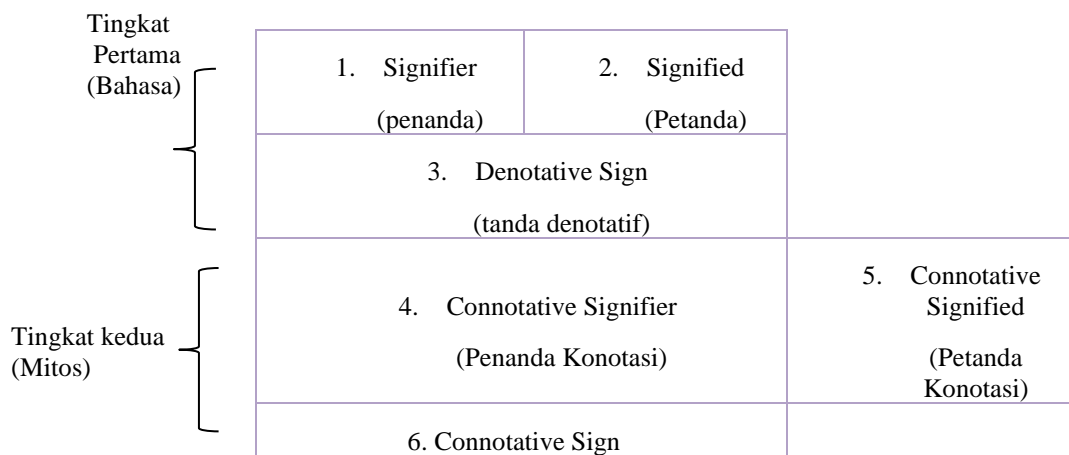 Tingkat
Pertama
(Bahasa)
1. Signifier
(penanda)
2. Signified
(Petanda)
3. Denotative Sign
(tanda denotatif)
Tingkat kedua
(Mitos)
4. Connotative Signifier
(Penanda Konotasi)
5. Connotative
Signified
(Petanda
Konotasi)
6. Connotative Sign